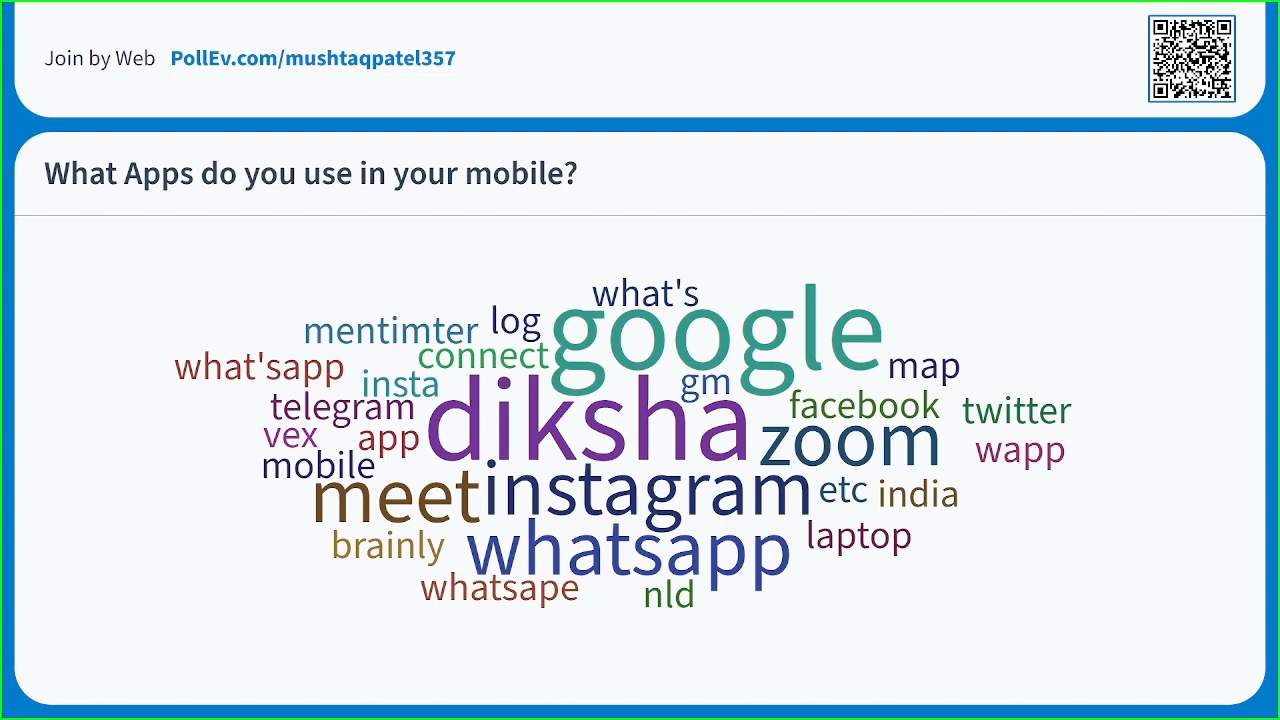 Join by Web PollEv.com/mushtaqpatel357
What Apps do you use in your mobile?
what's
google
mentimter
log
connect
what'sapp
insta
gm
map
telegram
diksha
facebook
twitter
vex
app
zoom
wapp
mobile
meet
instagram
etc
india
brainly
whatsapp
laptop
whatsape
nld